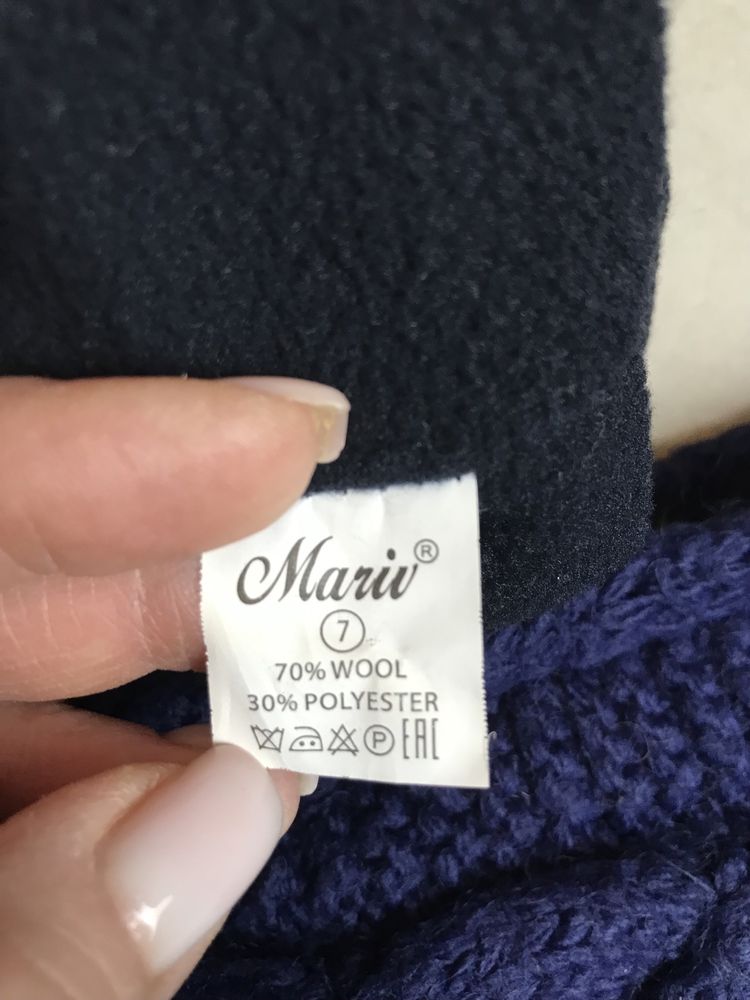 Mariv®
7
70% WOOL
30% POLYESTER
P EAC